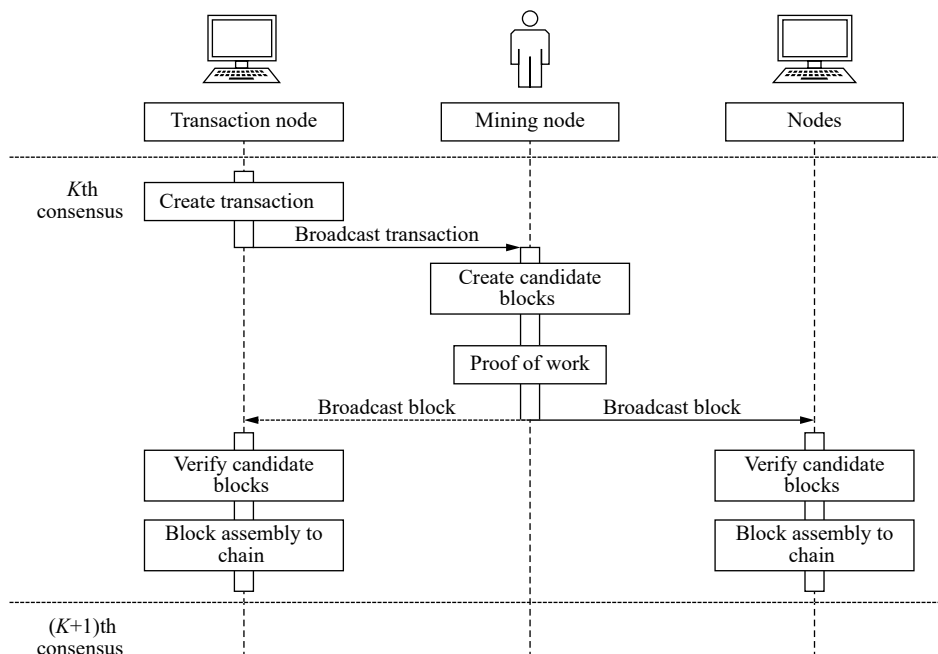 Transaction node
Mining node
Nodes
Kth
consensus
Create transaction
Broadcast transaction
Create candidate
blocks
Proof of work
Broadcast block
Broadcast block
Verify candidate
blocks
Verify candidate
blocks
Block assembly to
chain
Block assembly to
chain
(K+1)th
consensus